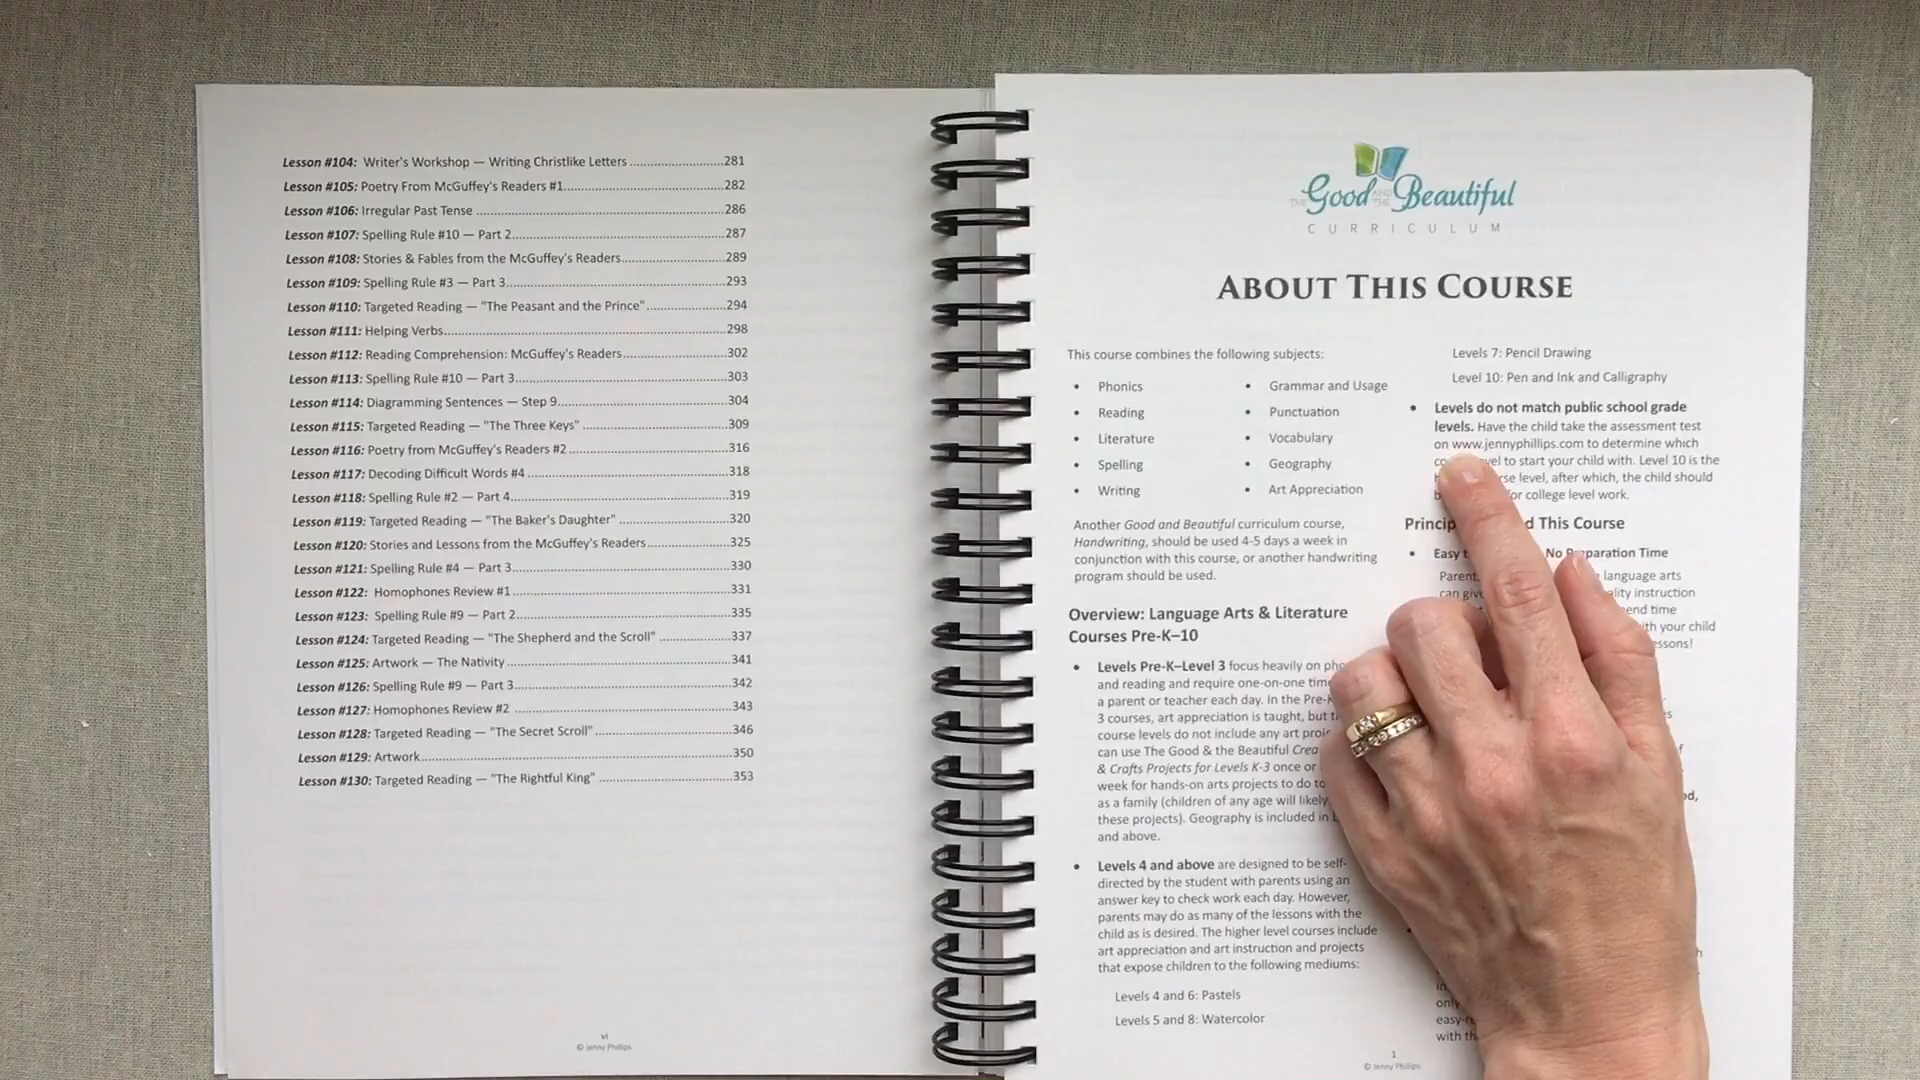 Lesson #104: Writer's Workshop — Writing Christlike Letters ........................281
Lesson #105: Poetry From McGuffey's Readers #1........................................282
Lesson #106: Irregular Past Tense ..............................................................286
Lesson #107: Spelling Rule #10 — Part 2.....................................................287
Lesson #108: Stories & Fables from the McGuffey's Readers..........................289
Lesson #109: Spelling Rule #3 — Part 3.......................................................293
Lesson #110: Targeted Reading — "The Peasant and the Prince"....................294
Lesson #111: Helping Verbs.......................................................................298
Lesson #112: Reading Comprehension: McGuffey's Readers..........................302
Lesson #113: Spelling Rule #10 — Part 3.....................................................303
Lesson #114: Diagramming Sentences — Step 9...........................................304
Lesson #115: Targeted Reading — "The Three Keys" ....................................309
Lesson #116: Poetry from McGuffey's Readers #2 ........................................316
Lesson #117: Decoding Difficult Words #4 ..................................................318
Lesson #118: Spelling Rule #2 — Part 4.......................................................319
Lesson #119: Targeted Reading — "The Baker's Daughter" ...........................320
Lesson #120: Stories and Lessons from the McGuffey's Readers....................325
Lesson #121: Spelling Rule #4 — Part 3.......................................................330
Lesson #122: Homophones Review #1 .......................................................331
Lesson #123: Spelling Rule #9 — Part 2......................................................335
Lesson #124: Targeted Reading — "The Shepherd and the Scroll" ..................337
Lesson #125: Artwork — The Nativity .........................................................341
Lesson #126: Spelling Rule #9 — Part 3.......................................................342
Lesson #127: Homophones Review #2 .......................................................343
Lesson #128: Targeted Reading — "The Secret Scroll" ..................................346
Lesson #129: Artwork................................................................................350
Lesson #130: Targeted Reading — "The Rightful King" .................................353
vi
© Jenny Phillips
THE Good AND THE Beautiful
CURRICULUM
ABOUT THIS COURSE
This course combines the following subjects:
• Phonics
• Reading
• Literature
• Spelling
• Writing
• Grammar and Usage
• Punctuation
• Vocabulary
• Geography
• Art Appreciation
Another Good and Beautiful curriculum course,
Handwriting, should be used 4-5 days a week in
conjunction with this course, or another handwriting
program should be used.
Overview: Language Arts & Literature
Courses Pre-K–10
• Levels Pre-K–Level 3 focus heavily on
and reading and require one-on-one
a parent or teacher each day. In the
3 courses, art appreciation is taught, but
course levels do not include any art
can use The Good & the Beautiful
& Crafts Projects for Levels K-3 once or
week for hands-on arts projects to do
as a family (children of any age will likely
these projects). Geography is included in
and above.
• Levels 4 and above are designed to be self-
directed by the student with parents using an
answer key to check work each day. However,
parents may do as many of the lessons with the
child as is desired. The higher level courses include
art appreciation and art instruction and projects
that expose children to the following mediums:
Levels 4 and 6: Pastels
Levels 5 and 8: Watercolor
Levels 7: Pencil Drawing
Level 10: Pen and Ink and Calligraphy
• Levels do not match public school grade
levels. Have the child take the assessment test
on www.jennyphillips.com to determine which
to start your child with. Level 10 is the
level, after which, the child should
for college level work.
This Course
• Easy No Preparation Time
language arts
can instruction
time
with your child
lessons!
only
with
1
© Jenny Phillips